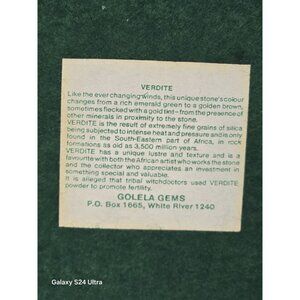 VERDITE
Like the ever changing winds, this unique stone's colour
changes from a rich emerald green to a golden brown,
sometimes flecked with a gold tint—from the presence of
other minerals in proximity to the stone.
VERDITE is the result of extremely fine grains of silica
being subjected to intense heat and pressure and is only
found in the South-Eastern part of Africa, in rock
formations as old as 3,500 million years.
VERDITE has a unique lustre and texture and is a
favourite with both the African artist who works the stone
and the collector who appreciates an investment in
something special and valuable.
It is alleged that tribal witchdoctors used VERDITE
powder to promote fertility.
GOLELA GEMS
P.O. Box 1665, White River 1240
Galaxy S24 Ultra